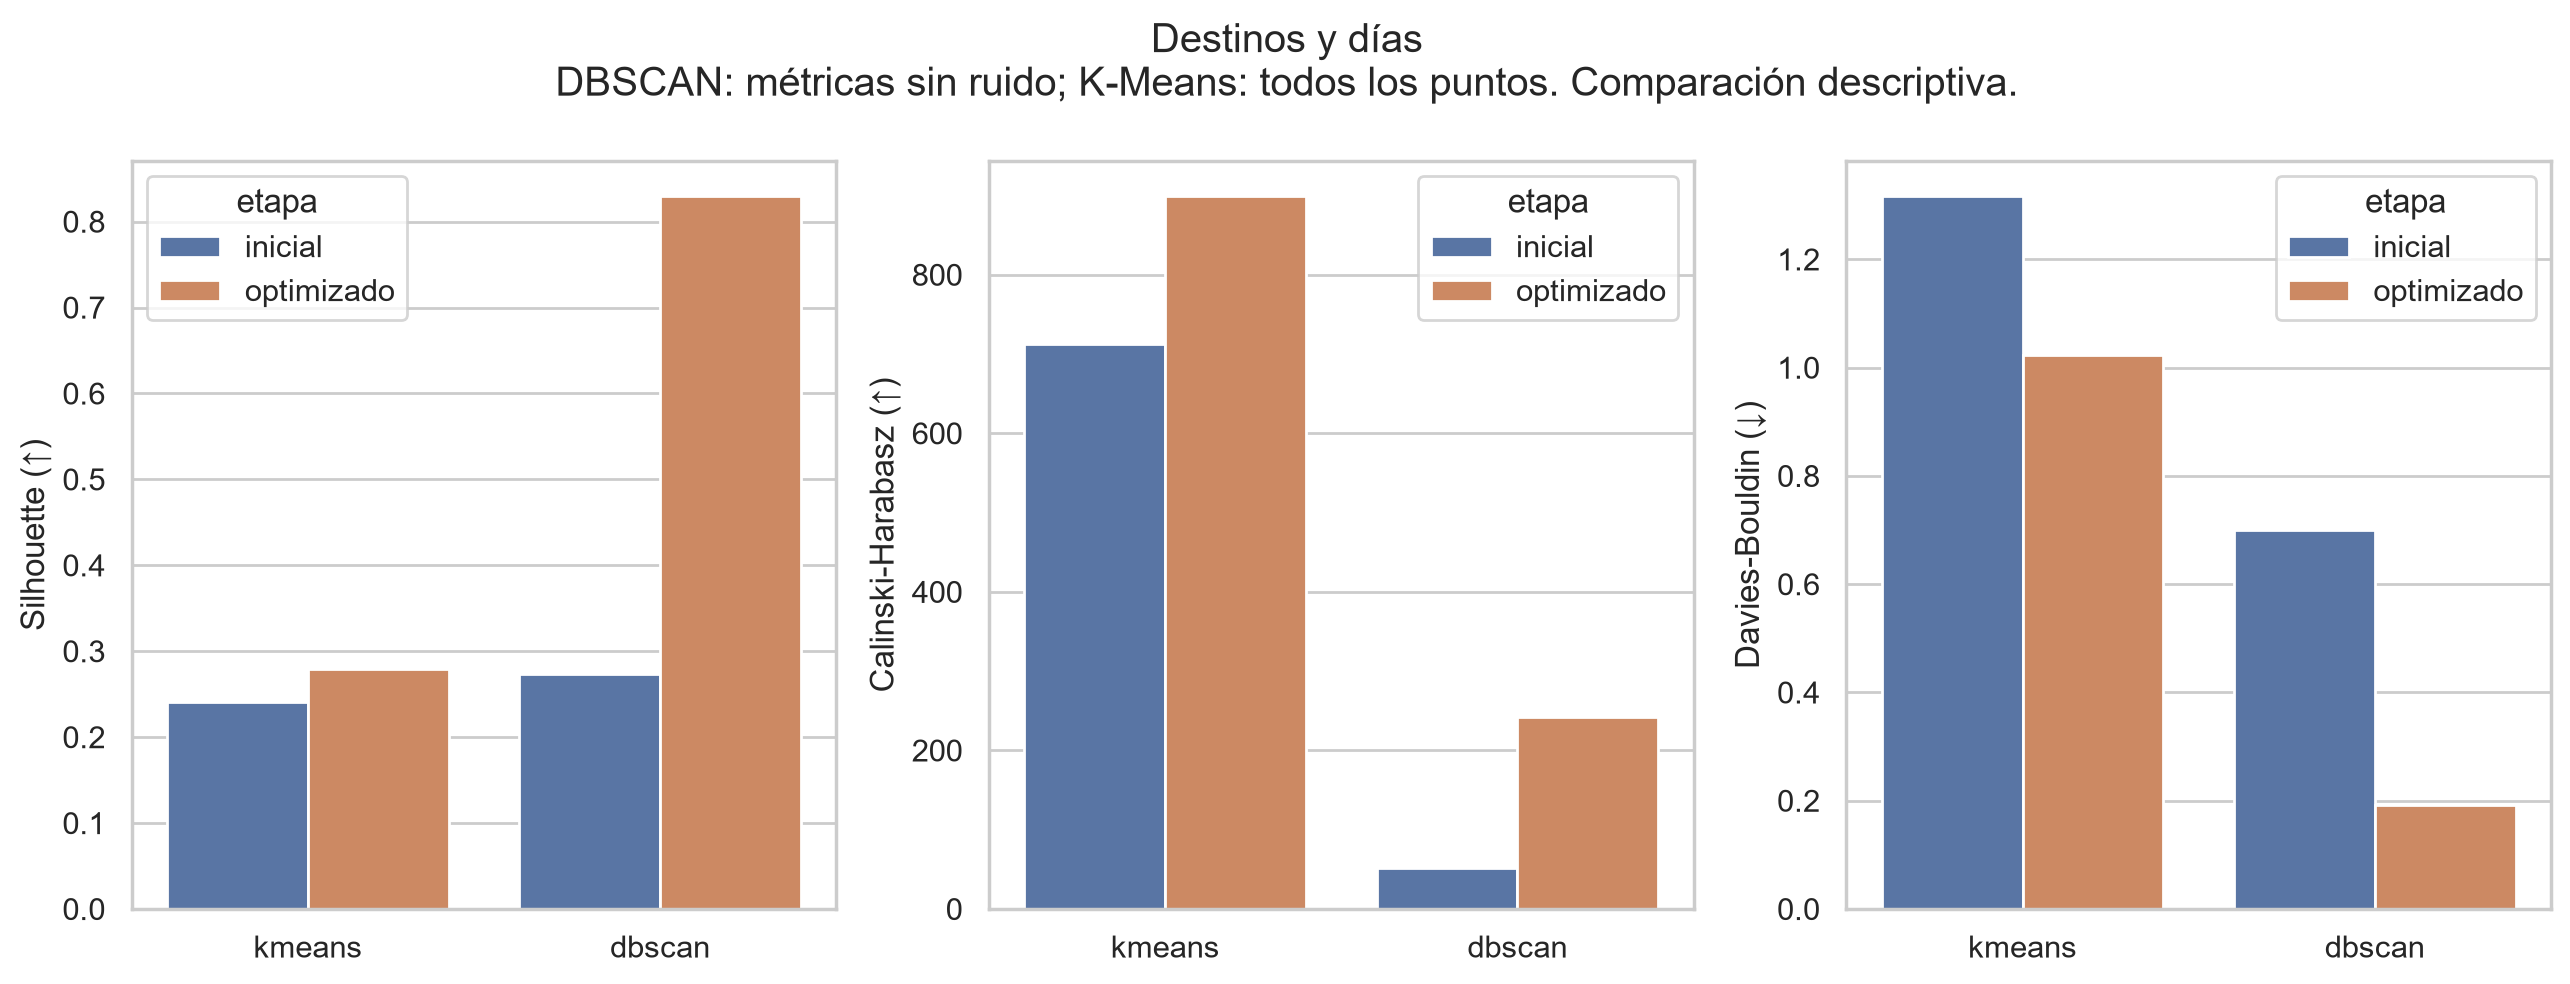 Destinos y días
DBSCAN: métricas sin ruido; K-Means: todos los puntos. Comparación descriptiva.
Silhouette (↑)
0.8
0.7
0.6
0.5
0.4
0.3
0.2
0.1
0.0
etapa
inicial
optimizado
kmeans
dbscan
Calinski-Harabasz (↑)
800
600
400
200
0
etapa
inicial
optimizado
kmeans
dbscan
Davies-Bouldin (↓)
1.2
1.0
0.8
0.6
0.4
0.2
0.0
etapa
inicial
optimizado
kmeans
dbscan